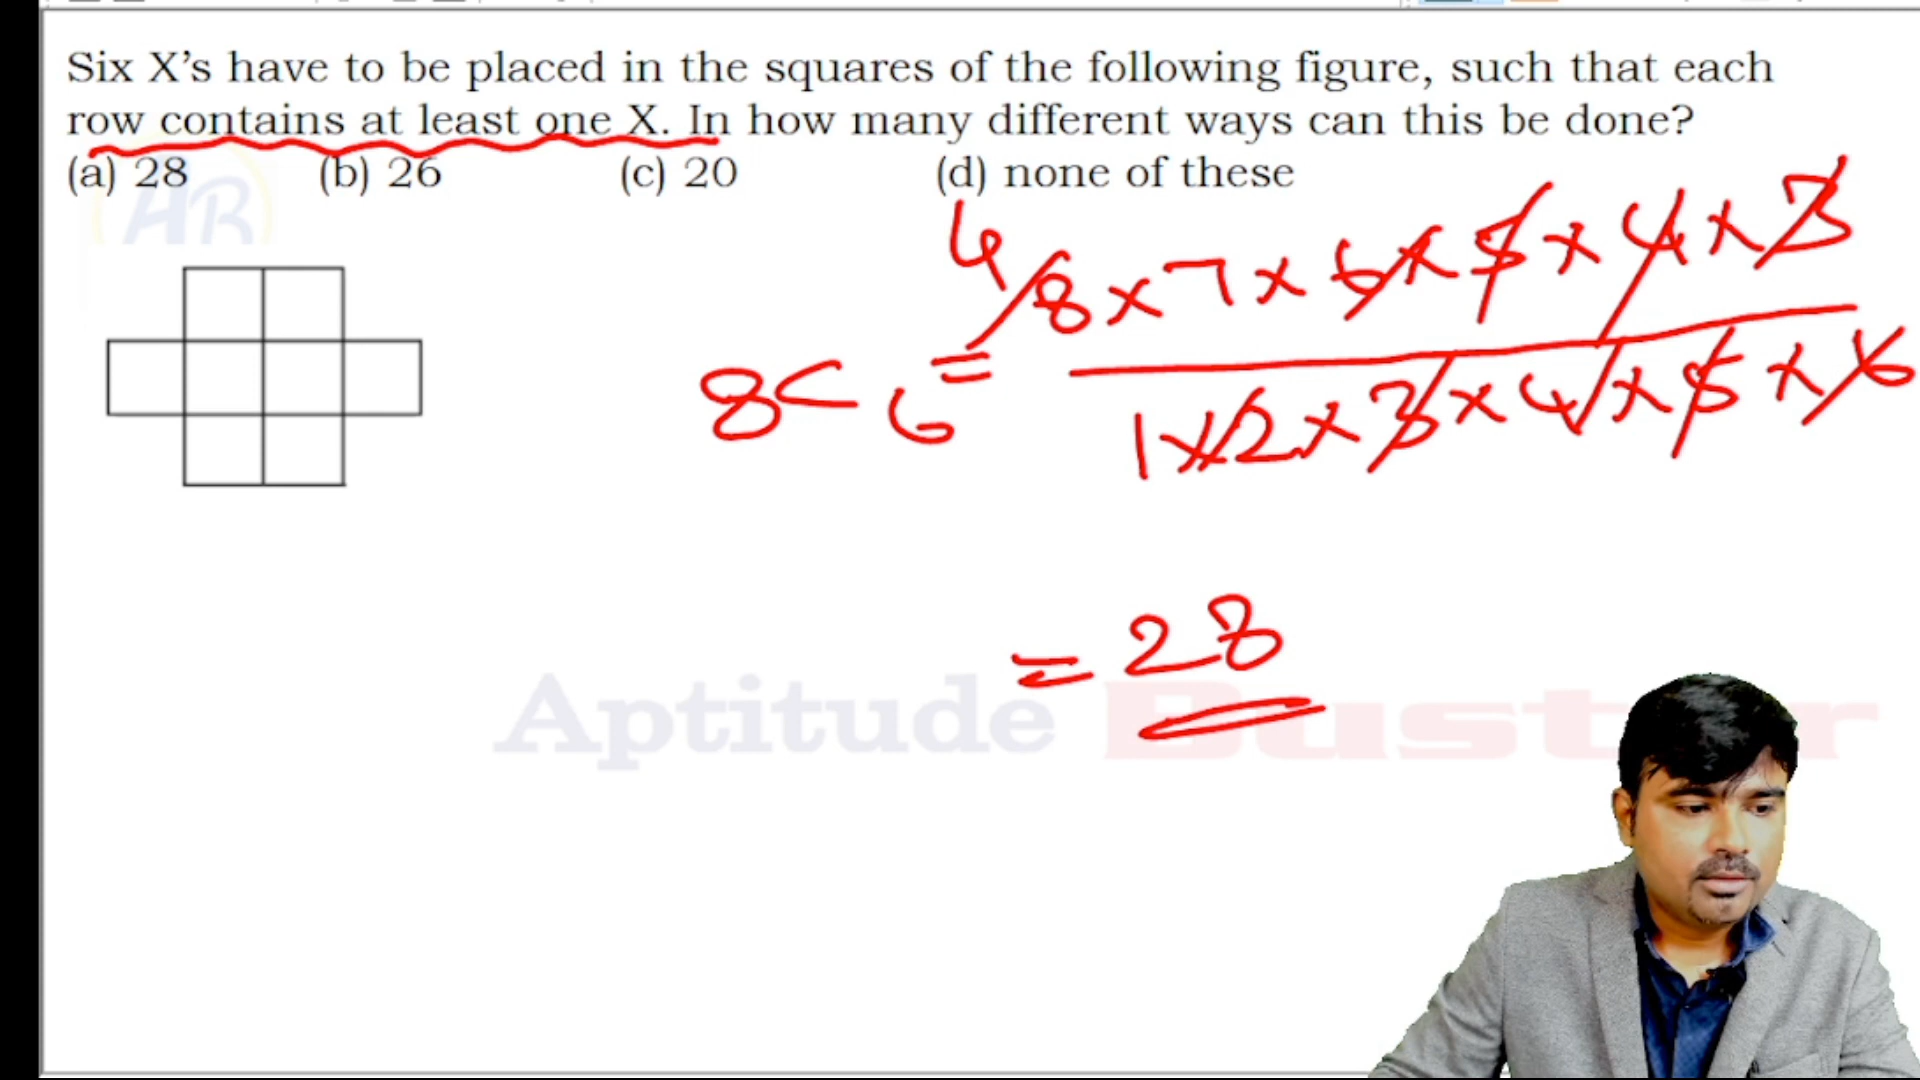 Six X’s have to be placed in the squares of the following figure, such that each
row contains at least one X. In how many different ways can this be done?
(a) 28 (b) 26 (c) 20 (d) none of these
AR
4
8 x 7 x 6 x 5 x 4 x 3
8C6 =
1 x 2 x 3 x 4 x 5 x 6
= 28
Aptitude Buster